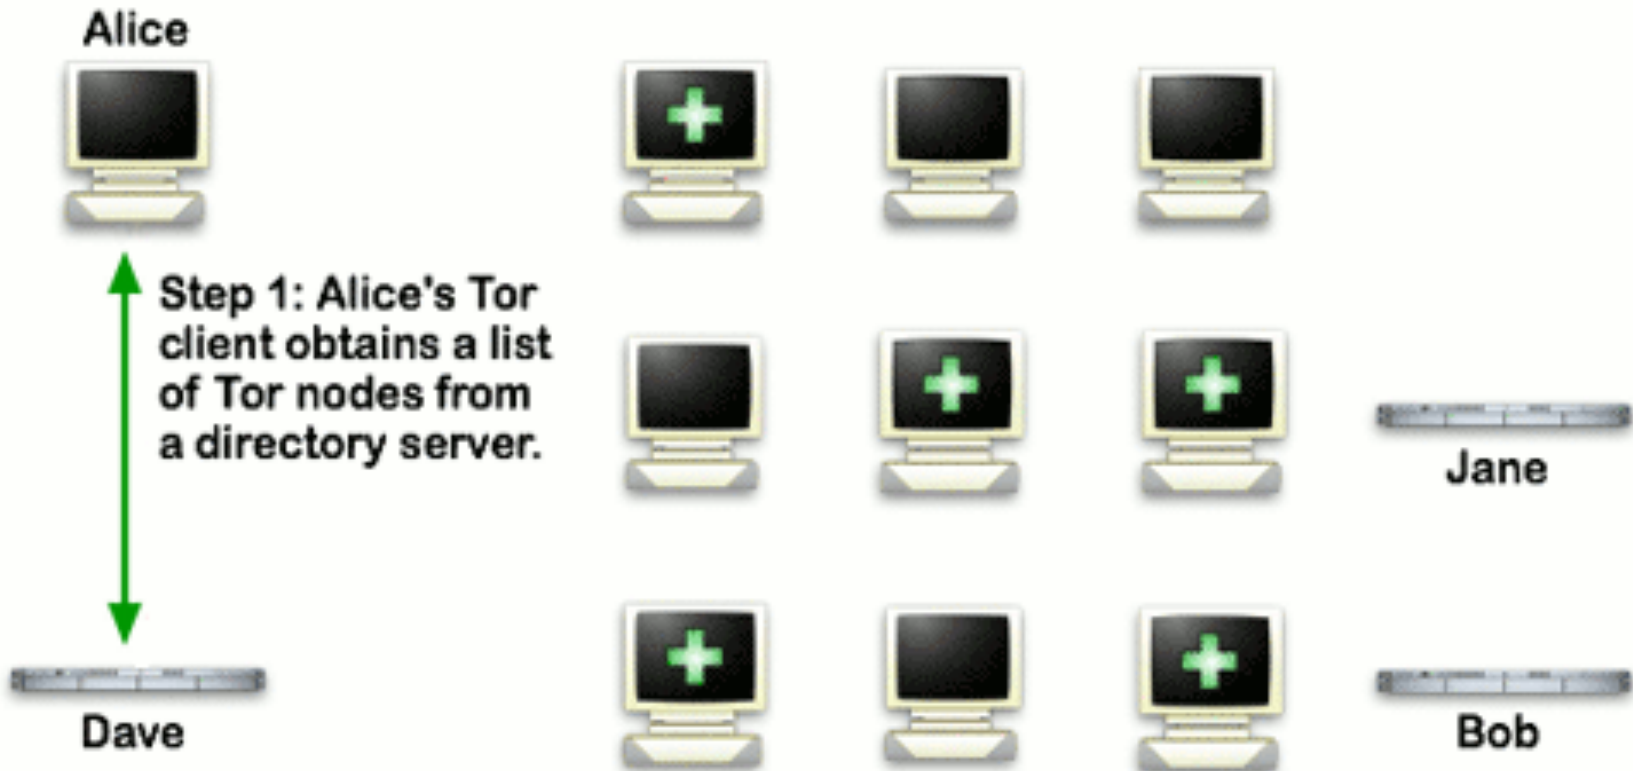 Alice
Step 1: Alice's Tor
client obtains a list
of Tor nodes from
a directory server.
Jane
Dave
Bob